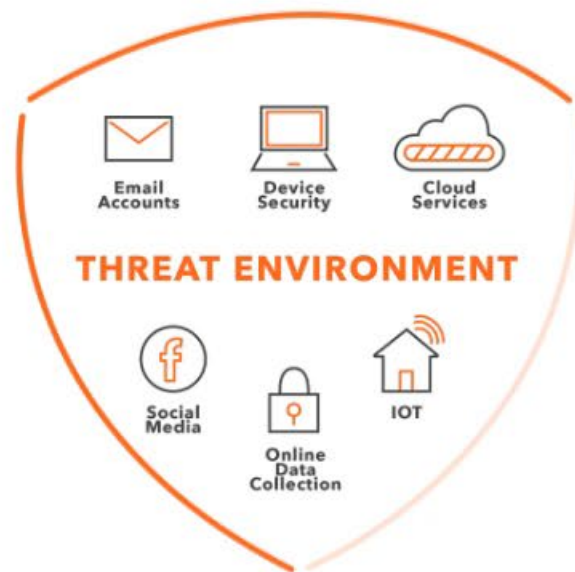 Email
Accounts
Device
Security
Cloud
Services
THREAT ENVIRONMENT
Social
Media
IOT
Online
Data
Collection